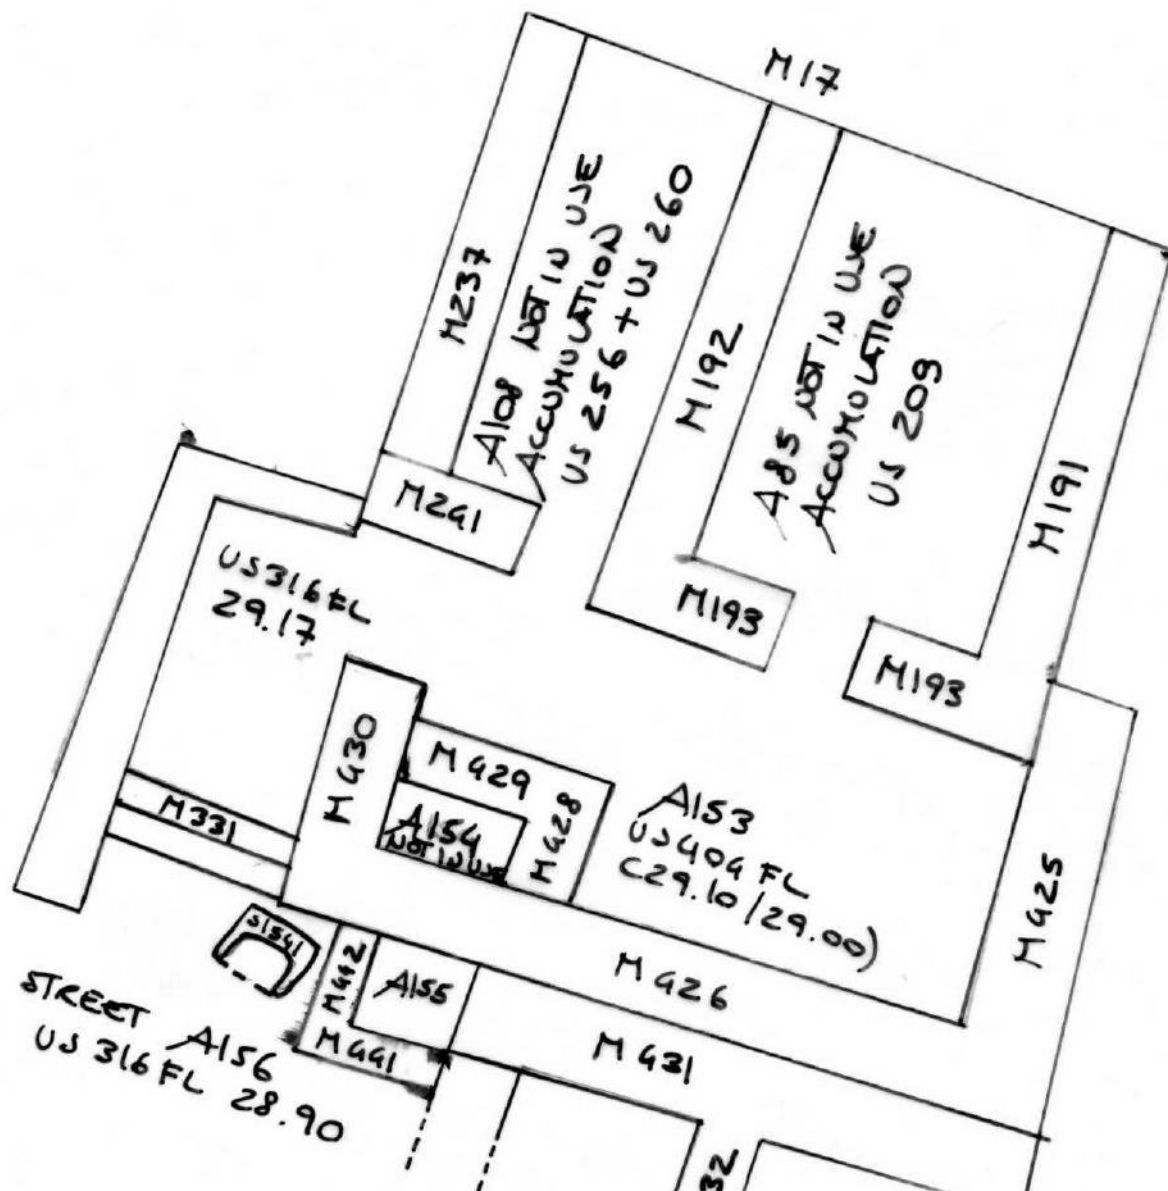 M17
M237
A108 NOT IN USE
ACCUMULATION
US 256 + US 260
M192
A85 NOT IN USE
ACCUMULATION
US 209
M191
M241
M193
M193
US316 FL
29.17
M430
M429
M428
A154
NOT IN USE
A153
US404 FL
C29.10/29.00)
M425
M331
S1541
M442
A155
M441
M426
M431
STREET A156
US 316 FL 28.90
32